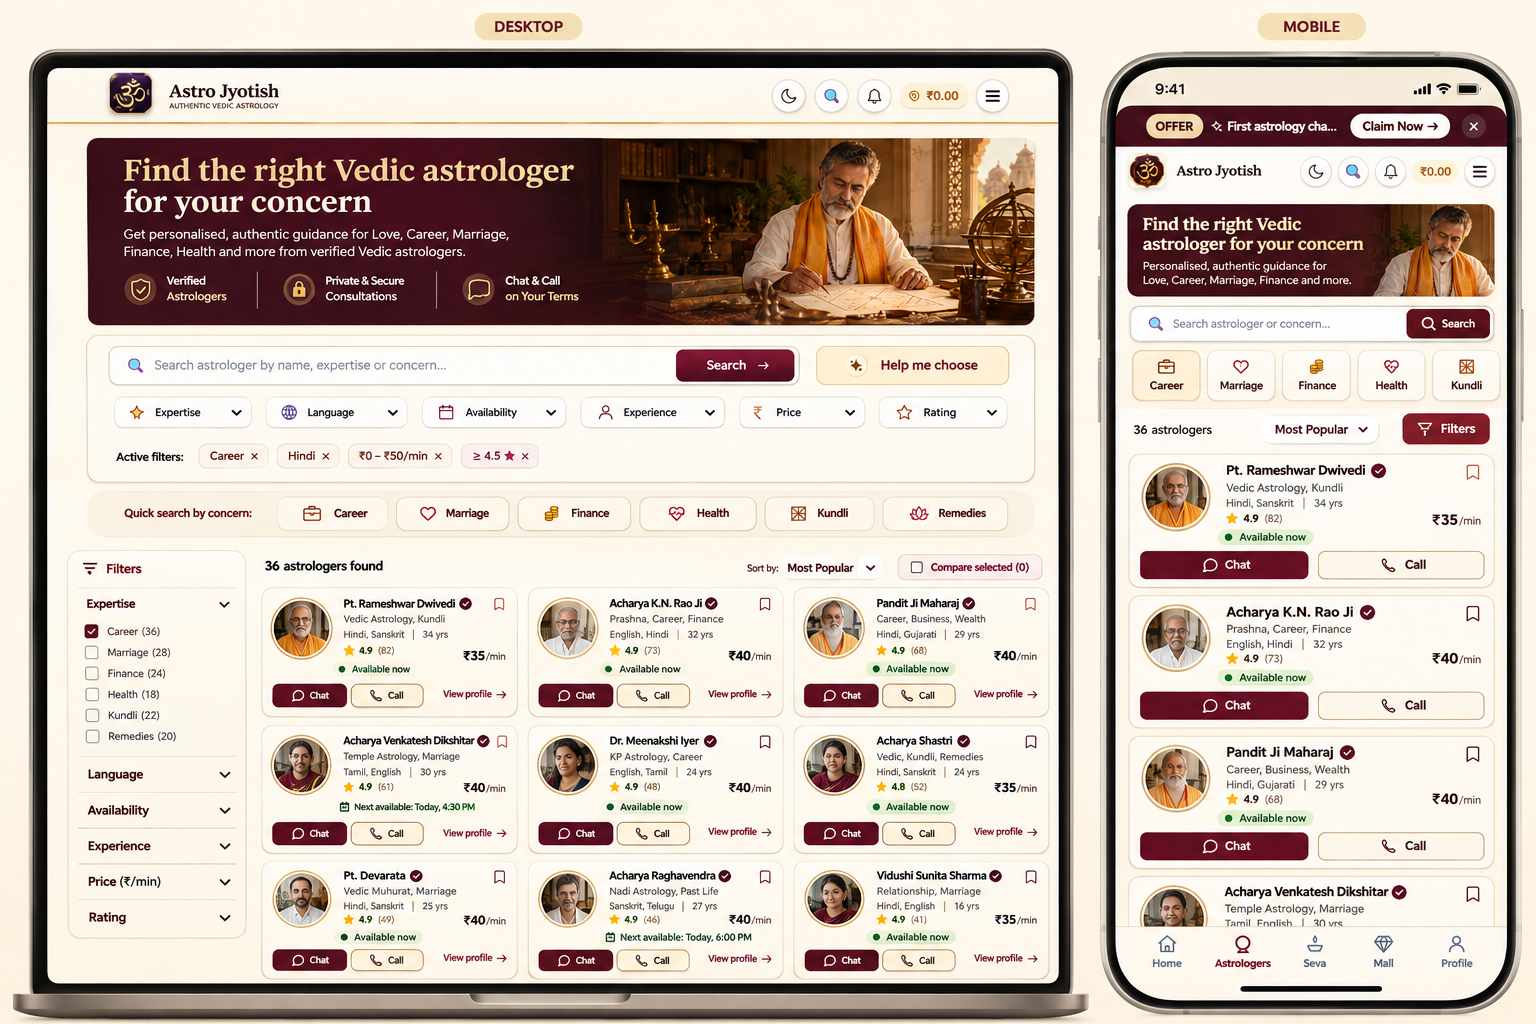 DESKTOP
Astro Jyotish
AUTHENTIC VEDIC ASTROLOGY
₹0.00
Find the right Vedic astrologer
for your concern
Get personalised, authentic guidance for Love, Career, Marriage,
Finance, Health and more from verified Vedic astrologers.
Verified
Astrologers
Private & Secure
Consultations
Chat & Call
on Your Terms
Search astrologer by name, expertise or concern...
Search →
Help me choose
Expertise
Language
Availability
Experience
₹ Price
Rating
Active filters:
Career ×
Hindi ×
₹0 – ₹50/min ×
≥ 4.5 ★ ×
Quick search by concern:
Career
Marriage
Finance
Health
Kundli
Remedies
Filters
Expertise
Career (36)
Marriage (28)
Finance (24)
Health (18)
Kundli (22)
Remedies (20)
Language
Availability
Experience
Price (₹/min)
Rating
36 astrologers found
Sort by: Most Popular
Compare selected (0)
Pt. Rameshwar Dwivedi
Vedic Astrology, Kundli
Hindi, Sanskrit | 34 yrs
4.9 (82)
₹35/min
Available now
Chat
Call
View profile →
Acharya K.N. Rao Ji
Prashna, Career, Finance
English, Hindi | 32 yrs
4.9 (73)
₹40/min
Available now
Chat
Call
View profile →
Pandit Ji Maharaj
Career, Business, Wealth
Hindi, Gujarati | 29 yrs
4.9 (68)
₹40/min
Available now
Chat
Call
View profile →
Acharya Venkatesh Dikshitar
Temple Astrology, Marriage
Tamil, English | 30 yrs
4.9 (61)
₹40/min
Next available: Today, 4:30 PM
Chat
Call
View profile →
Dr. Meenakshi Iyer
KP Astrology, Career
English, Tamil | 24 yrs
4.9 (48)
₹40/min
Available now
Chat
Call
View profile →
Acharya Shastri
Vedic, Kundli, Remedies
Hindi, Sanskrit | 24 yrs
4.8 (52)
₹35/min
Available now
Chat
Call
View profile →
Pt. Devarata
Vedic Muhurat, Marriage
Hindi, Sanskrit | 25 yrs
4.9 (49)
₹40/min
Available now
Chat
Call
View profile →
Acharya Raghavendra
Nadi Astrology, Past Life
Sanskrit, Telugu | 27 yrs
4.9 (46)
₹40/min
Next available: Today, 6:00 PM
Chat
Call
View profile →
Vidushi Sunita Sharma
Relationship, Marriage
Hindi, English | 16 yrs
4.9 (41)
₹35/min
Available now
Chat
Call
View profile →
MOBILE
9:41
OFFER
First astrology cha...
Claim Now →
×
ॐ
Astro Jyotish
₹0.00
Find the right Vedic
astrologer for your concern
Personalised, authentic guidance for
Love, Career, Marriage, Finance and more.
Search astrologer or concern...
Search
Career
Marriage
Finance
Health
Kundli
36 astrologers
Most Popular
Filters
Pt. Rameshwar Dwivedi
Vedic Astrology, Kundli
Hindi, Sanskrit | 34 yrs
4.9 (82)
₹35/min
Available now
Chat
Call
Acharya K.N. Rao Ji
Prashna, Career, Finance
English, Hindi | 32 yrs
4.9 (73)
₹40/min
Available now
Chat
Call
Pandit Ji Maharaj
Career, Business, Wealth
Hindi, Gujarati | 29 yrs
4.9 (68)
₹40/min
Available now
Chat
Call
Acharya Venkatesh Dikshitar
Temple Astrology, Marriage
Tamil, English | 30 yrs
Home
Astrologers
Seva
Mall
Profile